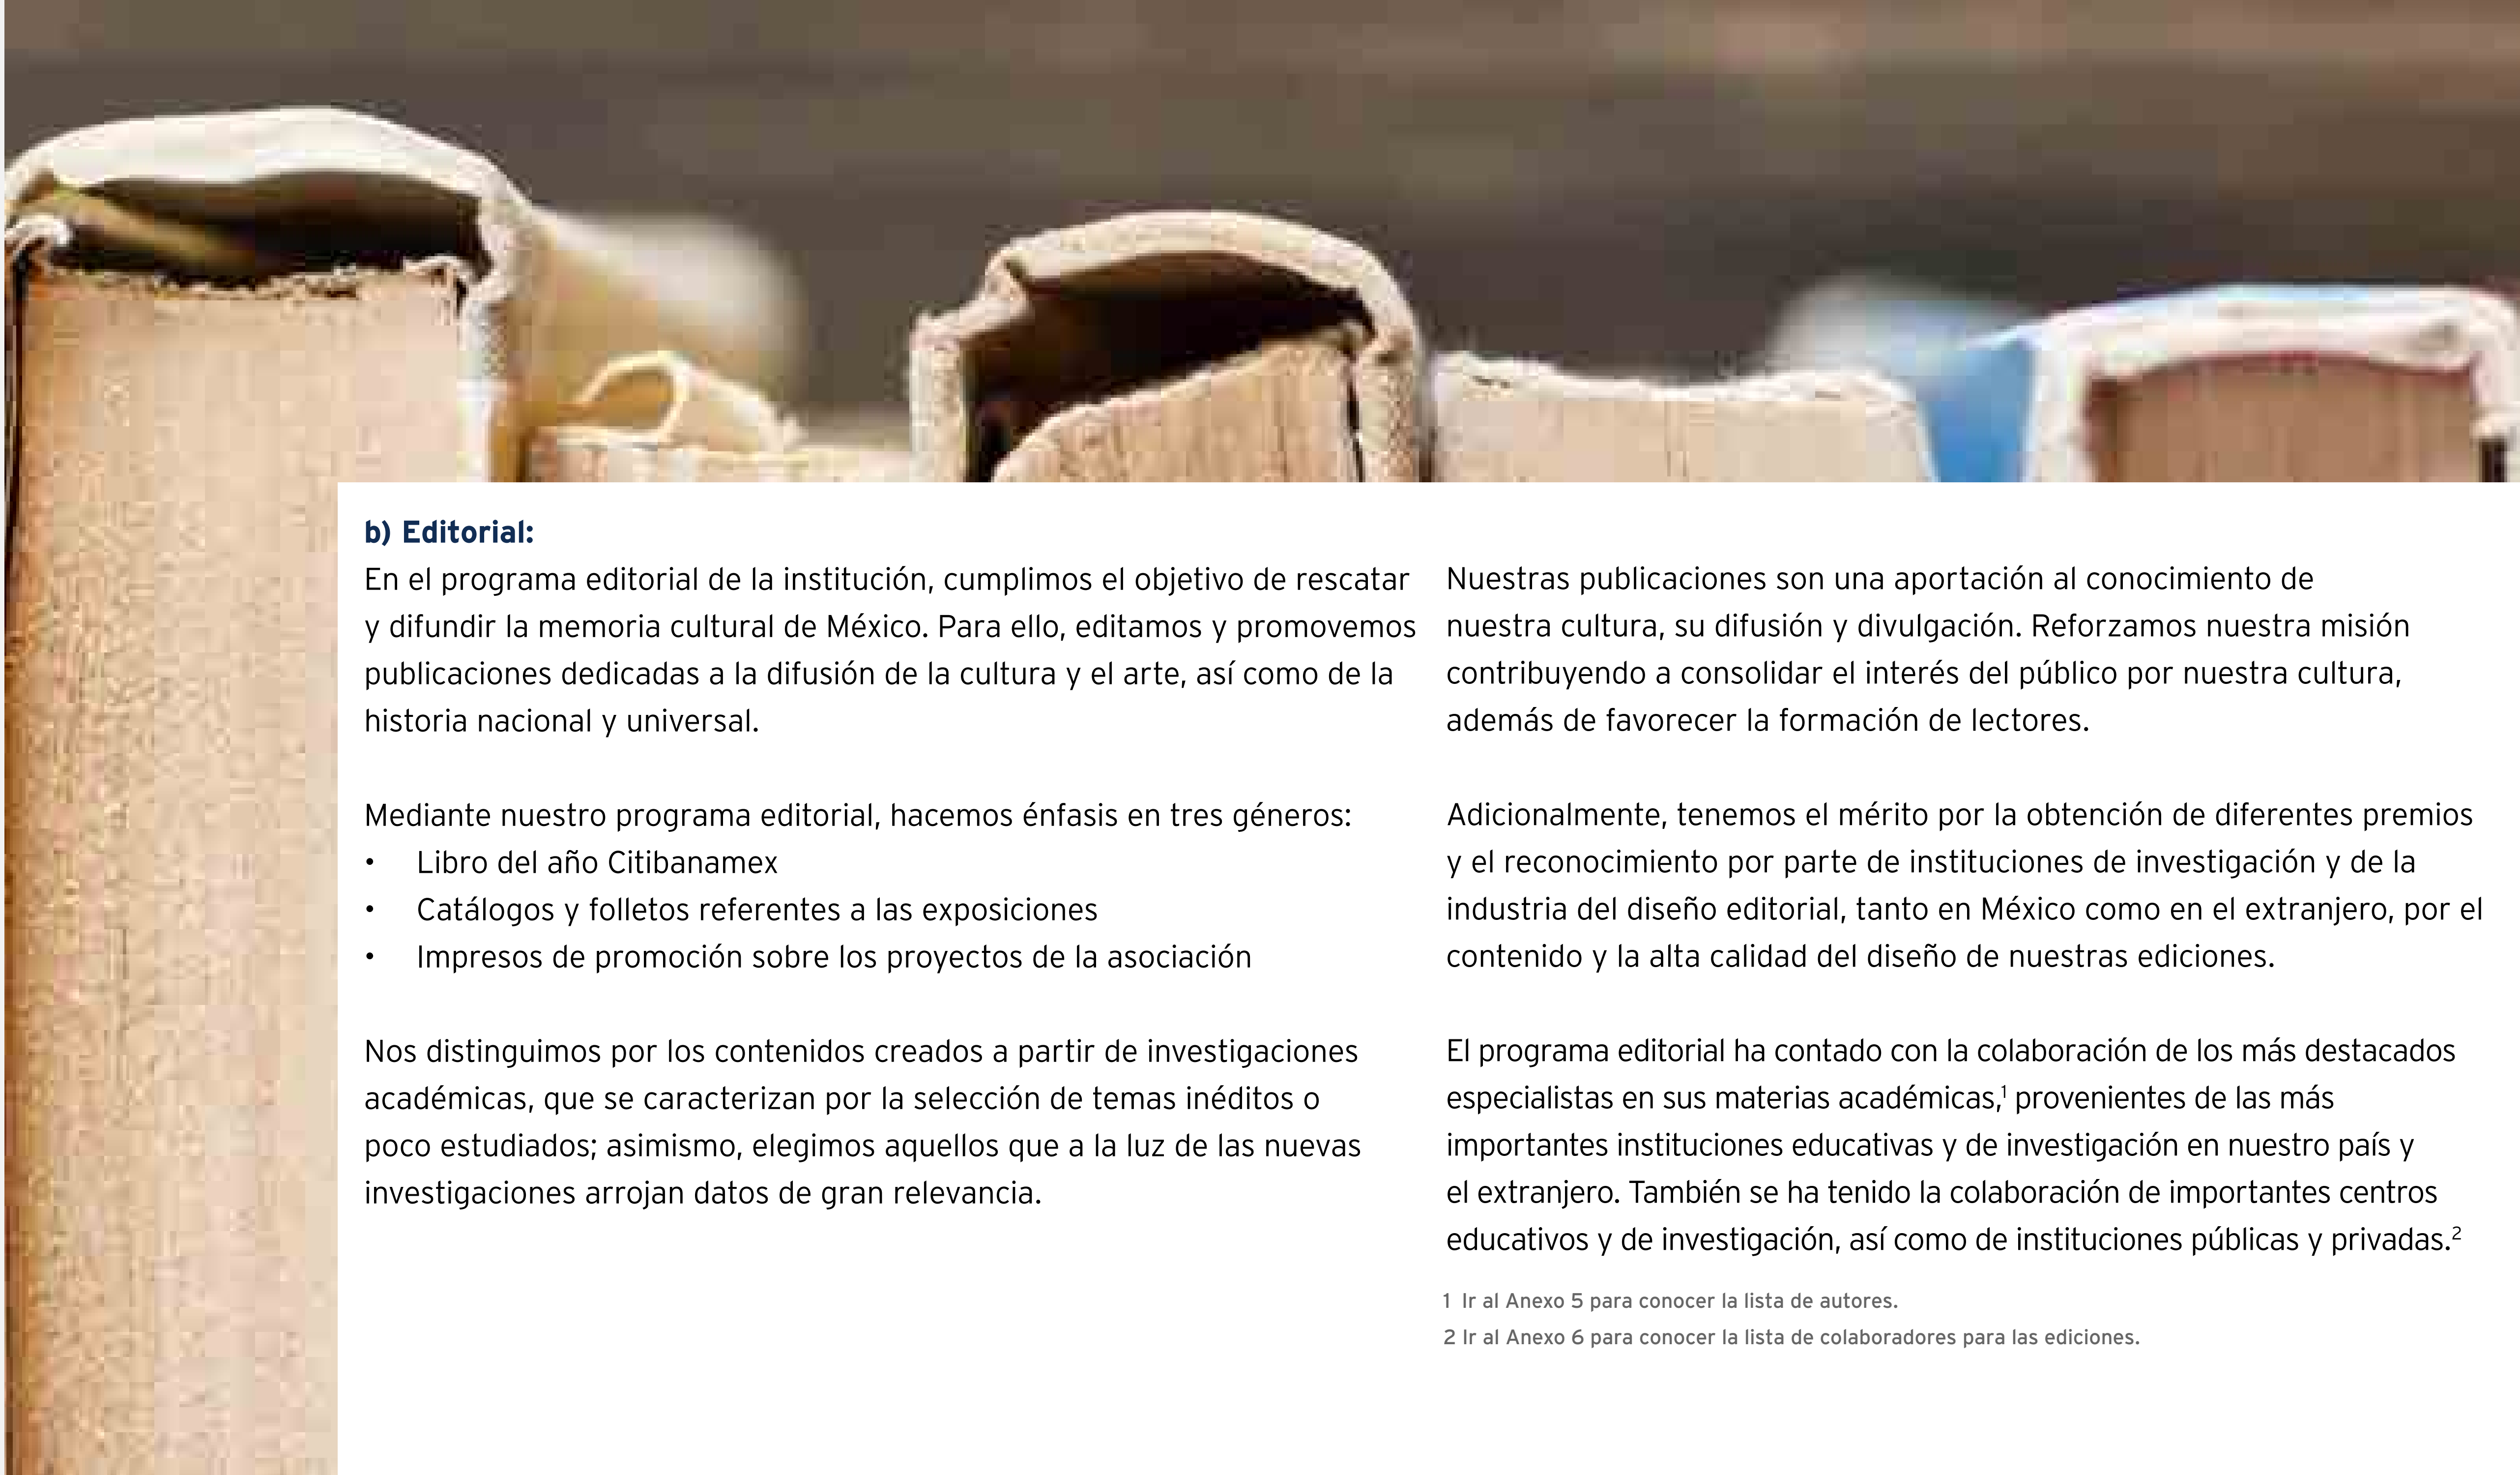 b) Editorial:
En el programa editorial de la institución, cumplimos el objetivo de rescatar
y difundir la memoria cultural de México. Para ello, editamos y promovemos
publicaciones dedicadas a la difusión de la cultura y el arte, así como de la
historia nacional y universal.
Mediante nuestro programa editorial, hacemos énfasis en tres géneros:
• Libro del año Citibanamex
• Catálogos y folletos referentes a las exposiciones
• Impresos de promoción sobre los proyectos de la asociación
Nos distinguimos por los contenidos creados a partir de investigaciones
académicas, que se caracterizan por la selección de temas inéditos o
poco estudiados; asimismo, elegimos aquellos que a la luz de las nuevas
investigaciones arrojan datos de gran relevancia.
Nuestras publicaciones son una aportación al conocimiento de
nuestra cultura, su difusión y divulgación. Reforzamos nuestra misión
contribuyendo a consolidar el interés del público por nuestra cultura,
además de favorecer la formación de lectores.
Adicionalmente, tenemos el mérito por la obtención de diferentes premios
y el reconocimiento por parte de instituciones de investigación y de la
industria del diseño editorial, tanto en México como en el extranjero, por el
contenido y la alta calidad del diseño de nuestras ediciones.
El programa editorial ha contado con la colaboración de los más destacados
especialistas en sus materias académicas,¹ provenientes de las más
importantes instituciones educativas y de investigación en nuestro país y
el extranjero. También se ha tenido la colaboración de importantes centros
educativos y de investigación, así como de instituciones públicas y privadas.²
1 Ir al Anexo 5 para conocer la lista de autores.
2 Ir al Anexo 6 para conocer la lista de colaboradores para las ediciones.